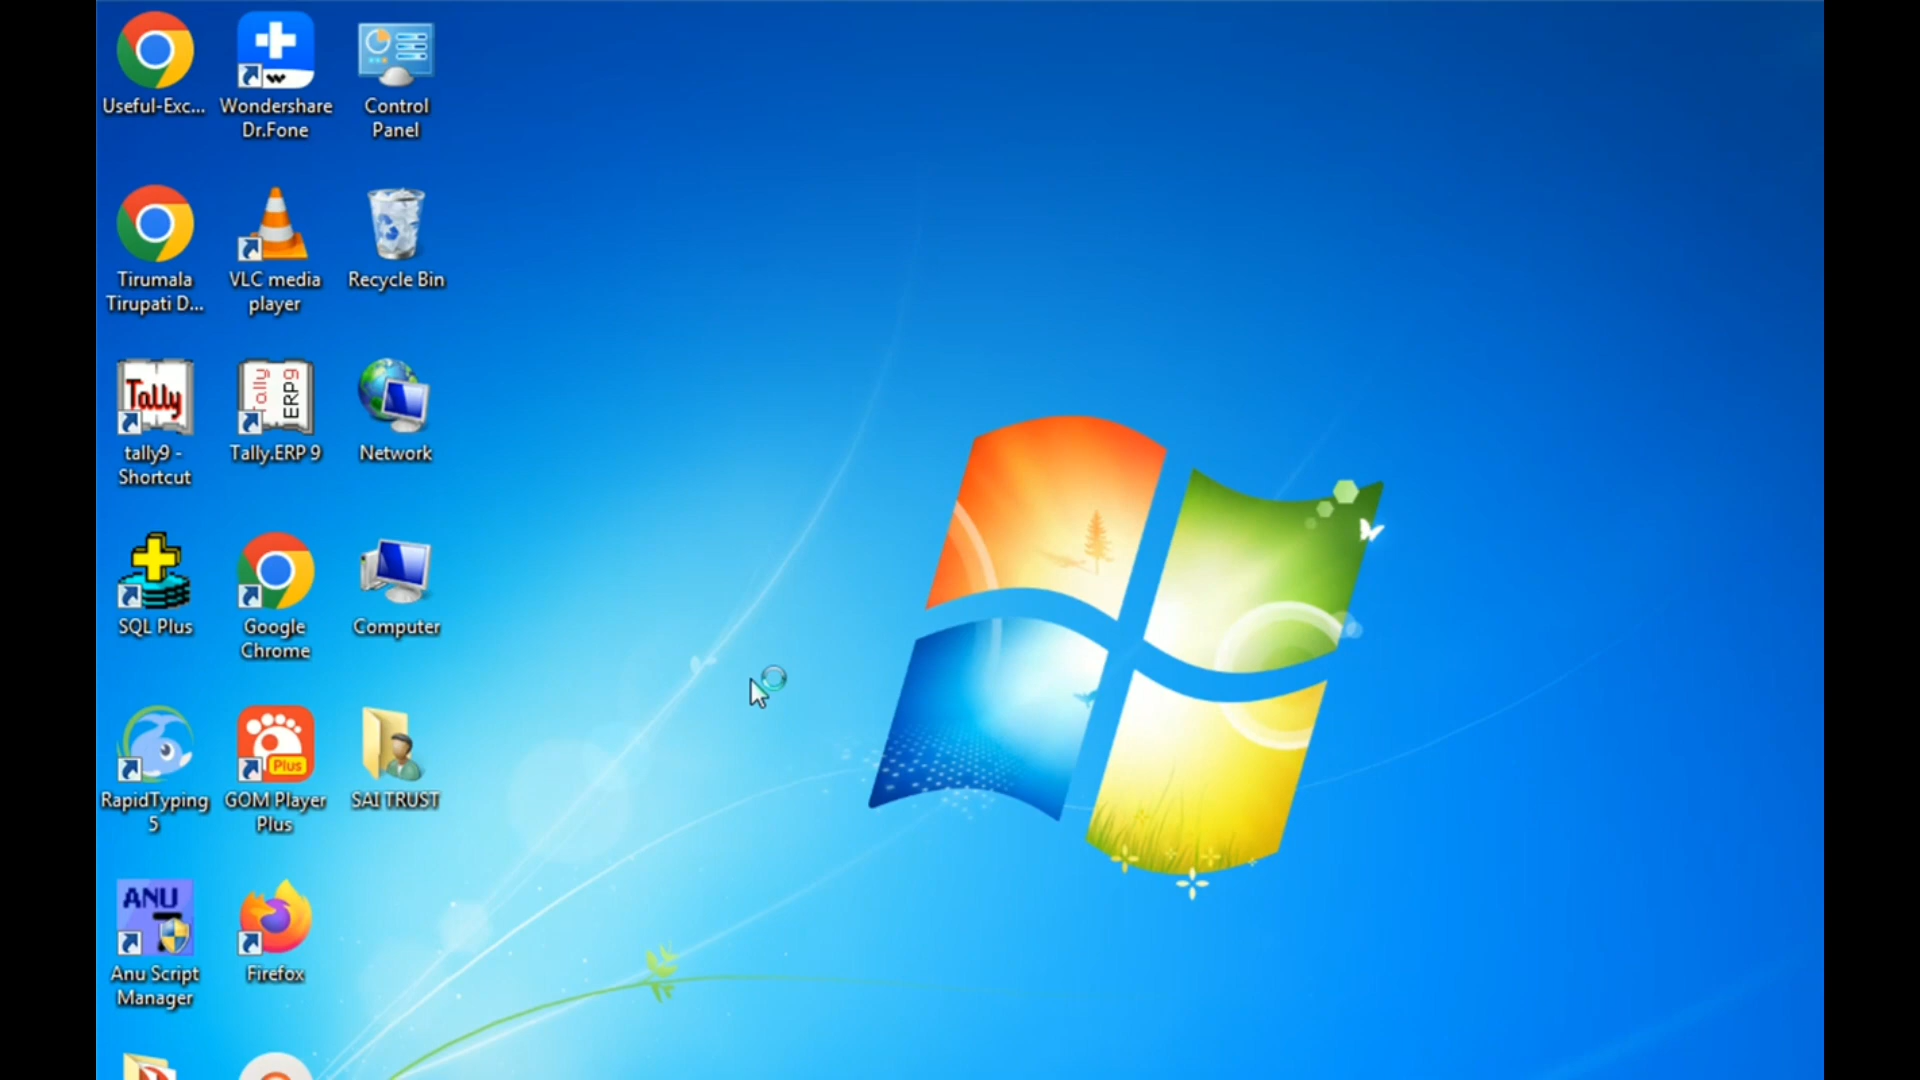 Useful-Exc...
Wondershare
Dr.Fone
Control
Panel
Tirumala
Tirupati D...
VLC media
player
Recycle Bin
Tally
tally9 -
Shortcut
Tally
ERP9
Tally.ERP 9
Network
SQL Plus
Google
Chrome
Computer
RapidTyping
5
Plus
GOM Player
Plus
SAI TRUST
ANU
Anu Script
Manager
Firefox